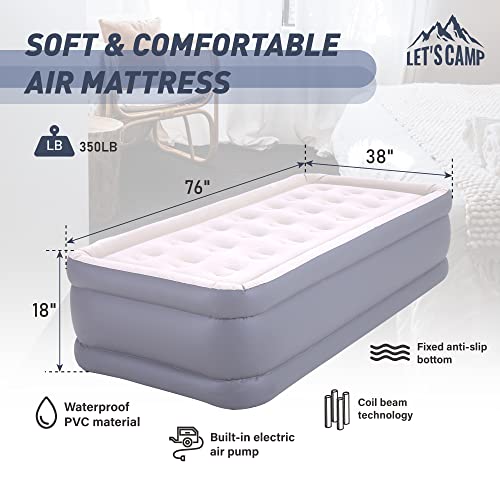 SOFT & COMFORTABLE
AIR MATTRESS
LET'S CAMP
LB
350LB
76"
38"
18"
Fixed anti-slip
bottom
Waterproof
PVC material
Built-in electric
air pump
Coil beam
technology